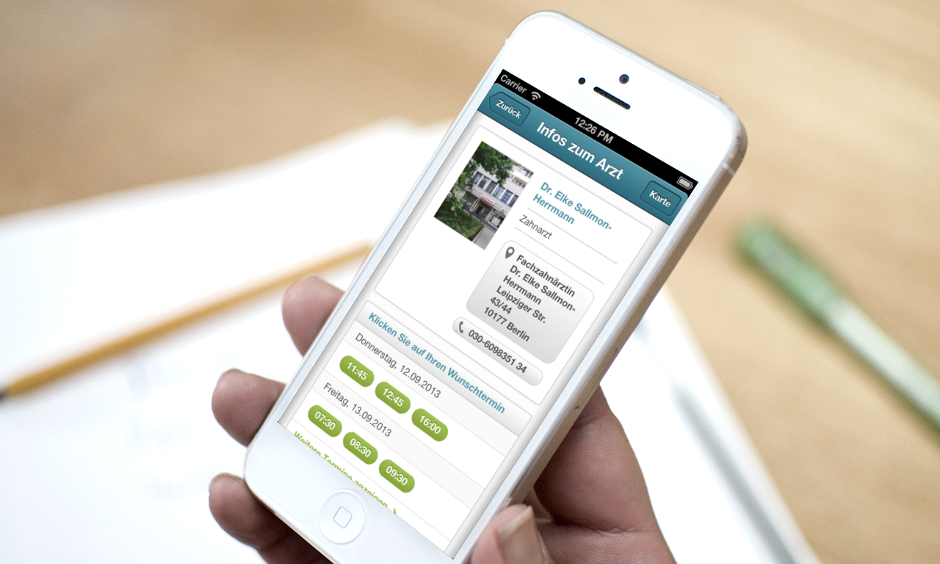 Carrier
12:26 PM
Zurück
Infos zum Arzt
Karte
Dr. Elke Sallmon-
Herrmann
Zahnarzt
Fachzahnärztin
Dr. Elke Sallmon-
Herrmann
Leipziger Str.
43/44
10177 Berlin
030-6098351 34
Klicken Sie auf Ihren Wunschtermin
Donnerstag, 12.09.2013
11:45 12:45 16:00
Freitag, 13.09.2013
07:30 08:30 09:30
Weitere Termine anzeigen